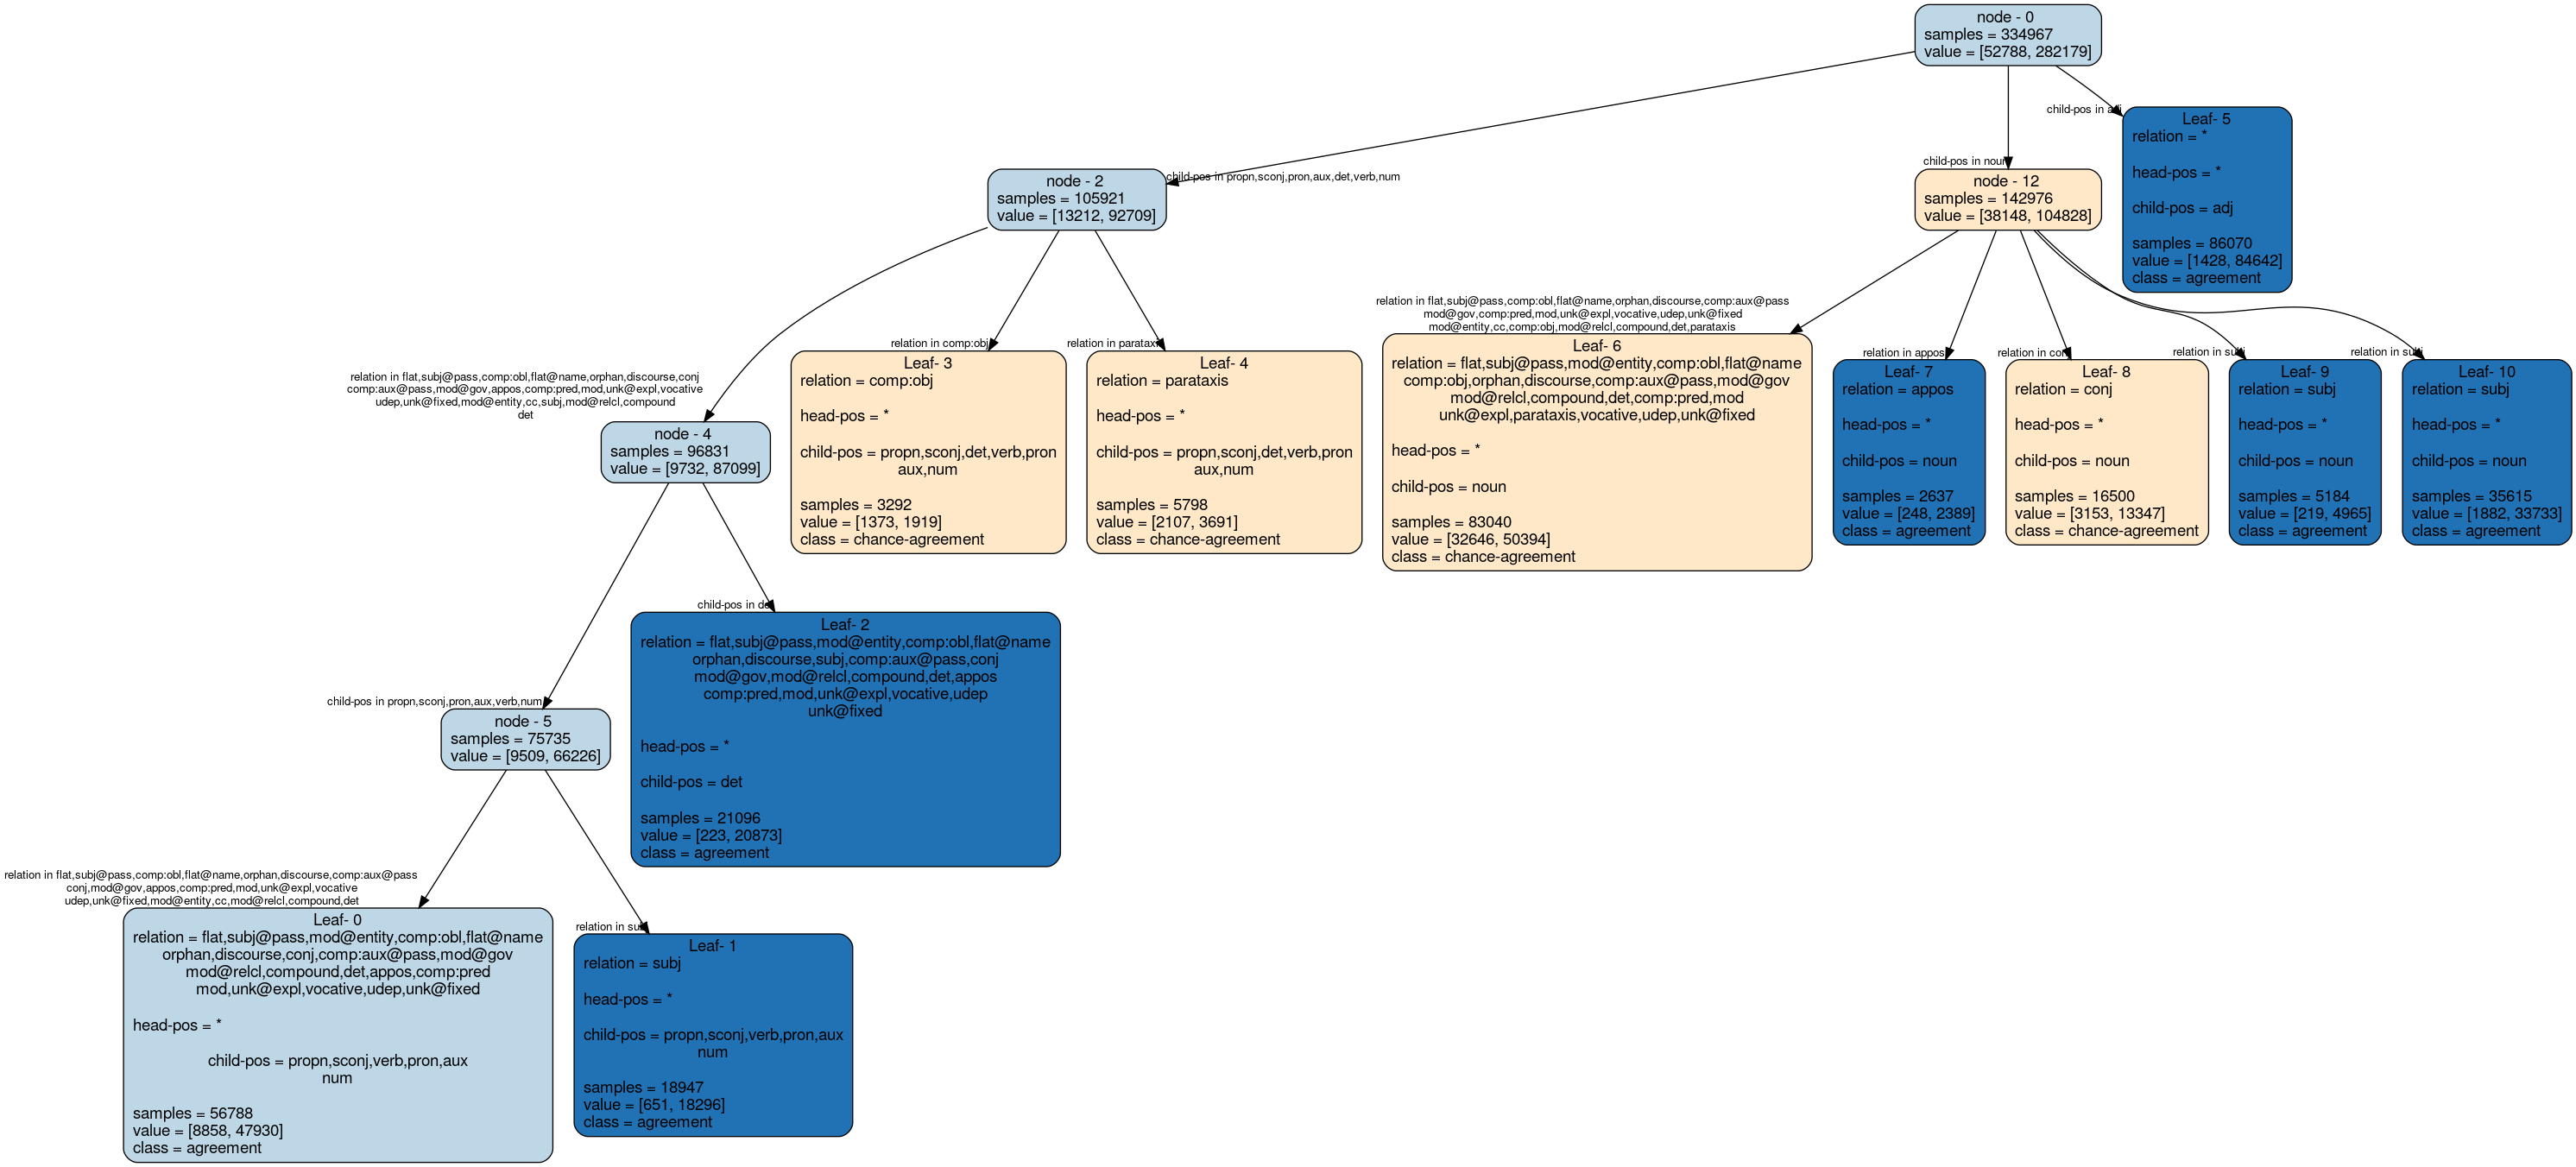 node - 0
samples = 334967
value = [52788, 282179]
child-pos in adj
Leaf- 5
relation = *
head-pos = *
child-pos = adj
samples = 86070
value = [1428, 84642]
class = agreement
child-pos in propn,sconj,pron,aux,det,verb,num
node - 2
samples = 105921
value = [13212, 92709]
child-pos in noun
node - 12
samples = 142976
value = [38148, 104828]
relation in flat,subj@pass,comp:obl,flat@name,orphan,discourse,conj
comp:aux@pass,mod@gov,appos,comp:pred,mod,unk@expl,vocative
udep,unk@fixed,mod@entity,cc,subj,mod@relcl,compound
det
node - 4
samples = 96831
value = [9732, 87099]
relation in comp:obj
Leaf- 3
relation = comp:obj
head-pos = *
child-pos = propn,sconj,det,verb,pron
aux,num
samples = 3292
value = [1373, 1919]
class = chance-agreement
relation in parataxis
Leaf- 4
relation = parataxis
head-pos = *
child-pos = propn,sconj,det,verb,pron
aux,num
samples = 5798
value = [2107, 3691]
class = chance-agreement
relation in flat,subj@pass,comp:obl,flat@name,orphan,discourse,comp:aux@pass
mod@gov,comp:pred,mod,unk@expl,vocative,udep,unk@fixed
mod@entity,cc,comp:obj,mod@relcl,compound,det,parataxis
Leaf- 6
relation = flat,subj@pass,mod@entity,comp:obl,flat@name
comp:obj,orphan,discourse,comp:aux@pass,mod@gov
mod@relcl,compound,det,comp:pred,mod
unk@expl,parataxis,vocative,udep,unk@fixed
head-pos = *
child-pos = noun
samples = 83040
value = [32646, 50394]
class = chance-agreement
relation in appos
Leaf- 7
relation = appos
head-pos = *
child-pos = noun
samples = 2637
value = [248, 2389]
class = agreement
relation in conj
Leaf- 8
relation = conj
head-pos = *
child-pos = noun
samples = 16500
value = [3153, 13347]
class = chance-agreement
relation in subj
Leaf- 9
relation = subj
head-pos = *
child-pos = noun
samples = 5184
value = [219, 4965]
class = agreement
relation in subj
Leaf- 10
relation = subj
head-pos = *
child-pos = noun
samples = 35615
value = [1882, 33733]
class = agreement
child-pos in propn,sconj,pron,aux,verb,num
node - 5
samples = 75735
value = [9509, 66226]
child-pos in det
Leaf- 2
relation = flat,subj@pass,mod@entity,comp:obl,flat@name
orphan,discourse,subj,comp:aux@pass,conj
mod@gov,mod@relcl,compound,det,appos
comp:pred,mod,unk@expl,vocative,udep
unk@fixed
head-pos = *
child-pos = det
samples = 21096
value = [223, 20873]
class = agreement
relation in flat,subj@pass,comp:obl,flat@name,orphan,discourse,comp:aux@pass
conj,mod@gov,appos,comp:pred,mod,unk@expl,vocative
udep,unk@fixed,mod@entity,cc,mod@relcl,compound,det
Leaf- 0
relation = flat,subj@pass,mod@entity,comp:obl,flat@name
orphan,discourse,conj,comp:aux@pass,mod@gov
mod@relcl,compound,det,appos,comp:pred
mod,unk@expl,vocative,udep,unk@fixed
head-pos = *
child-pos = propn,sconj,verb,pron,aux
num
samples = 56788
value = [8858, 47930]
class = agreement
relation in subj
Leaf- 1
relation = subj
head-pos = *
child-pos = propn,sconj,verb,pron,aux
num
samples = 18947
value = [651, 18296]
class = agreement